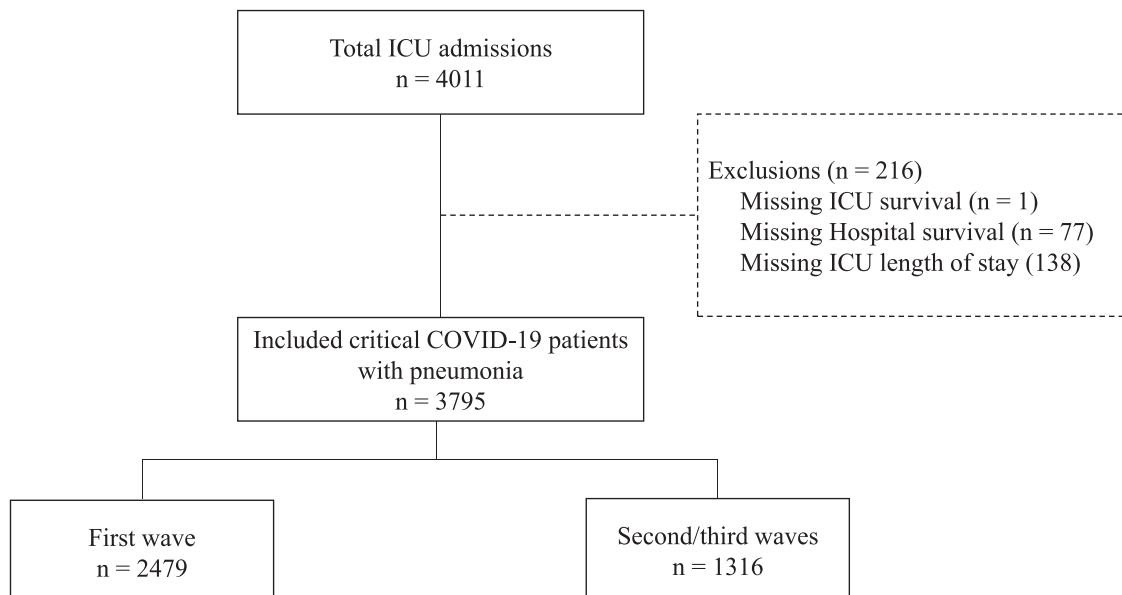 Total ICU admissions
n = 4011
Exclusions (n = 216)
Missing ICU survival (n = 1)
Missing Hospital survival (n = 77)
Missing ICU length of stay (138)
Included critical COVID-19 patients
with pneumonia
n = 3795
First wave
n = 2479
Second/third waves
n = 1316